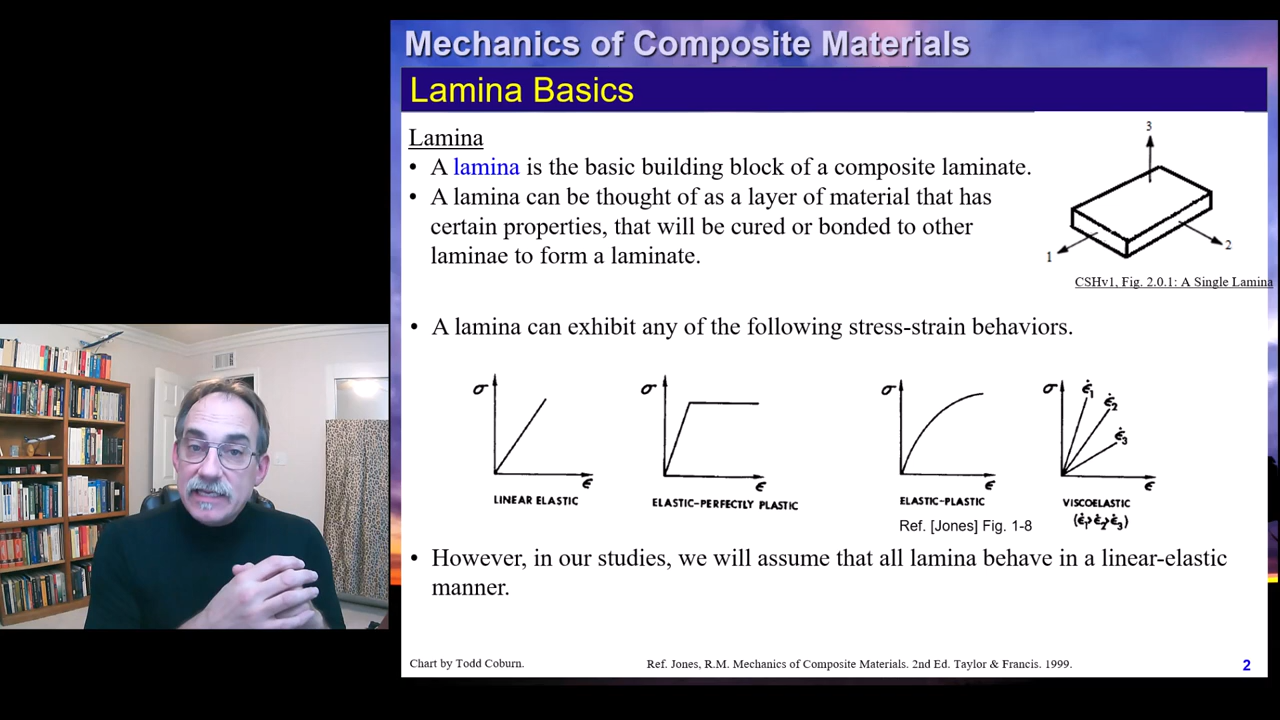 Mechanics of Composite Materials
Lamina Basics
Lamina
• A lamina is the basic building block of a composite laminate.
• A lamina can be thought of as a layer of material that has
certain properties, that will be cured or bonded to other
laminae to form a laminate.
3
1
2
CSHv1, Fig. 2.0.1: A Single Lamina
• A lamina can exhibit any of the following stress-strain behaviors.
σ
ϵ
LINEAR ELASTIC
σ
ϵ
ELASTIC-PERFECTLY PLASTIC
σ
ϵ
ELASTIC-PLASTIC
σ
ϵ̇1
ϵ̇2
ϵ̇3
ϵ
VISCOELASTIC
(ϵ̇1>ϵ̇2>ϵ̇3)
Ref. [Jones] Fig. 1-8
• However, in our studies, we will assume that all lamina behave in a linear-elastic
manner.
Chart by Todd Coburn.
Ref. Jones, R.M. Mechanics of Composite Materials. 2nd Ed. Taylor & Francis. 1999.
2